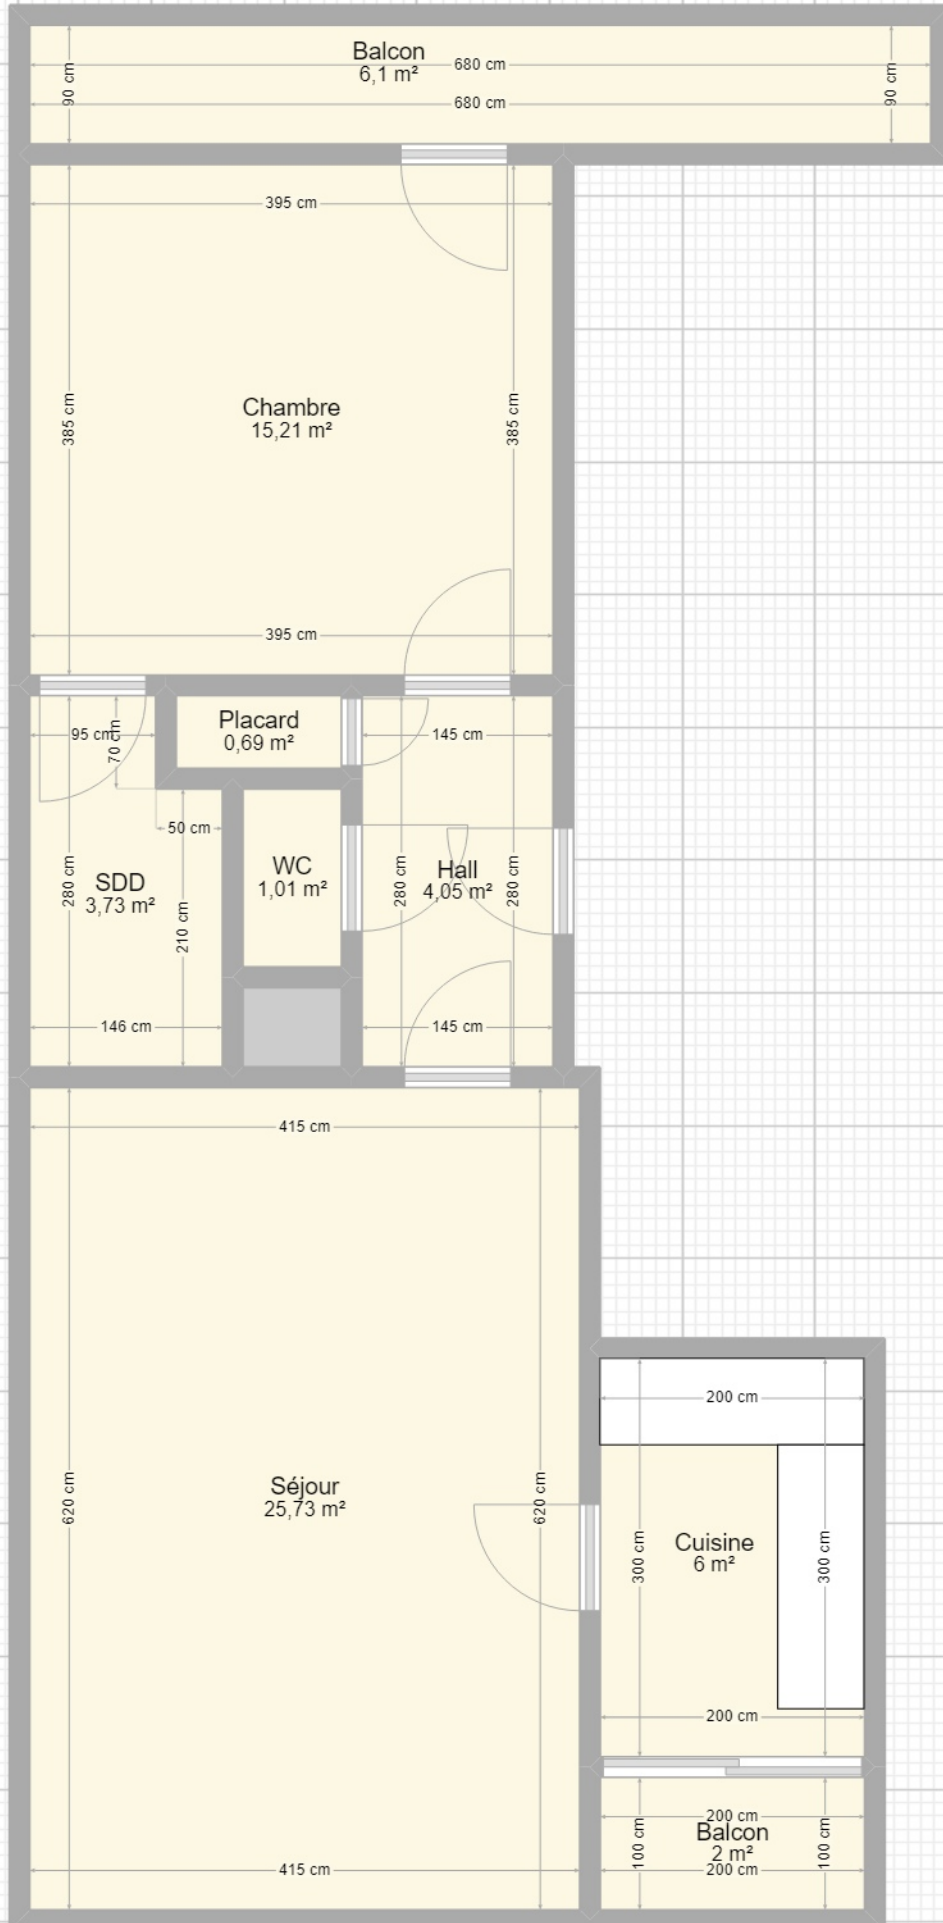 Balcon
6,1 m²
680 cm
90 cm
90 cm
680 cm
395 cm
385 cm
385 cm
Chambre
15,21 m²
395 cm
Placard
0,69 m²
95 cm
70 cm
145 cm
50 cm
WC
1,01 m²
Hall
4,05 m²
SDD
3,73 m²
280 cm
210 cm
280 cm
280 cm
146 cm
145 cm
415 cm
Séjour
25,73 m²
620 cm
620 cm
200 cm
Cuisine
6 m²
300 cm
300 cm
200 cm
200 cm
Balcon
2 m²
100 cm
100 cm
200 cm
415 cm